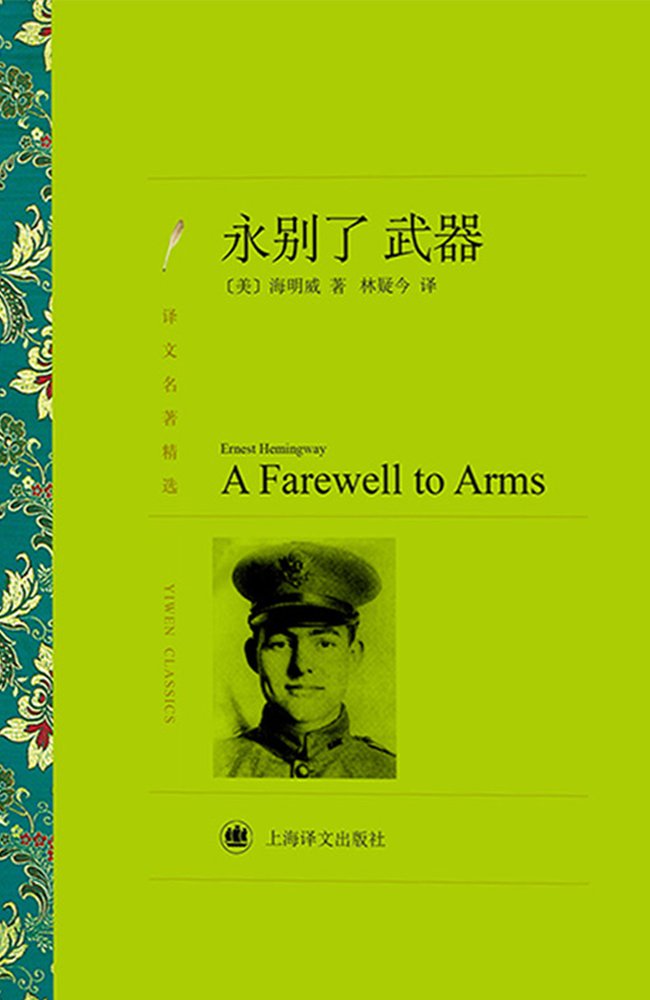 永别了 武器
〔美〕海明威 著 林疑今 译
译文名著精选
Ernest Hemingway
A Farewell to Arms
YIWEN CLASSICS
上海译文出版社